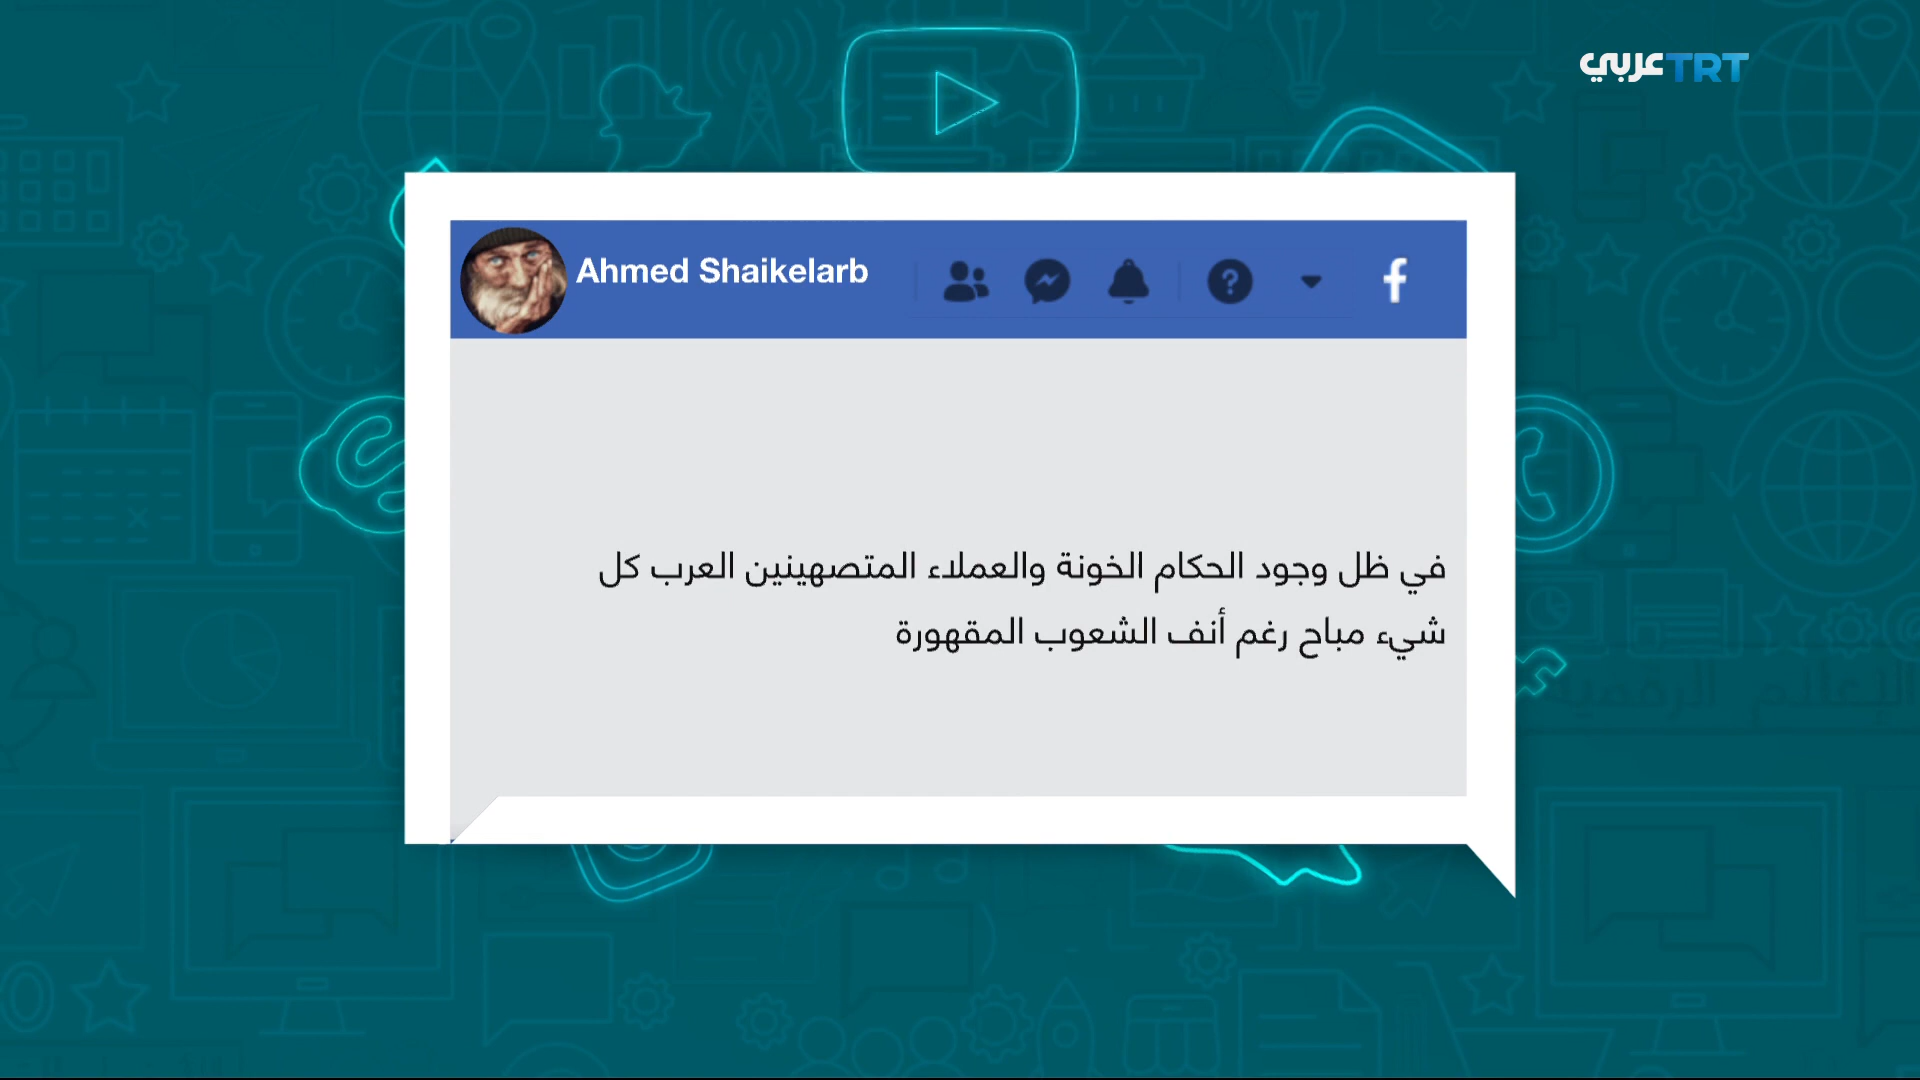 TRT عربي
Ahmed Shaikelarb
في ظل وجود الحكام الخونة والعملاء المتصهينين العرب كل
شيء مباح رغم أنف الشعوب المقهورة